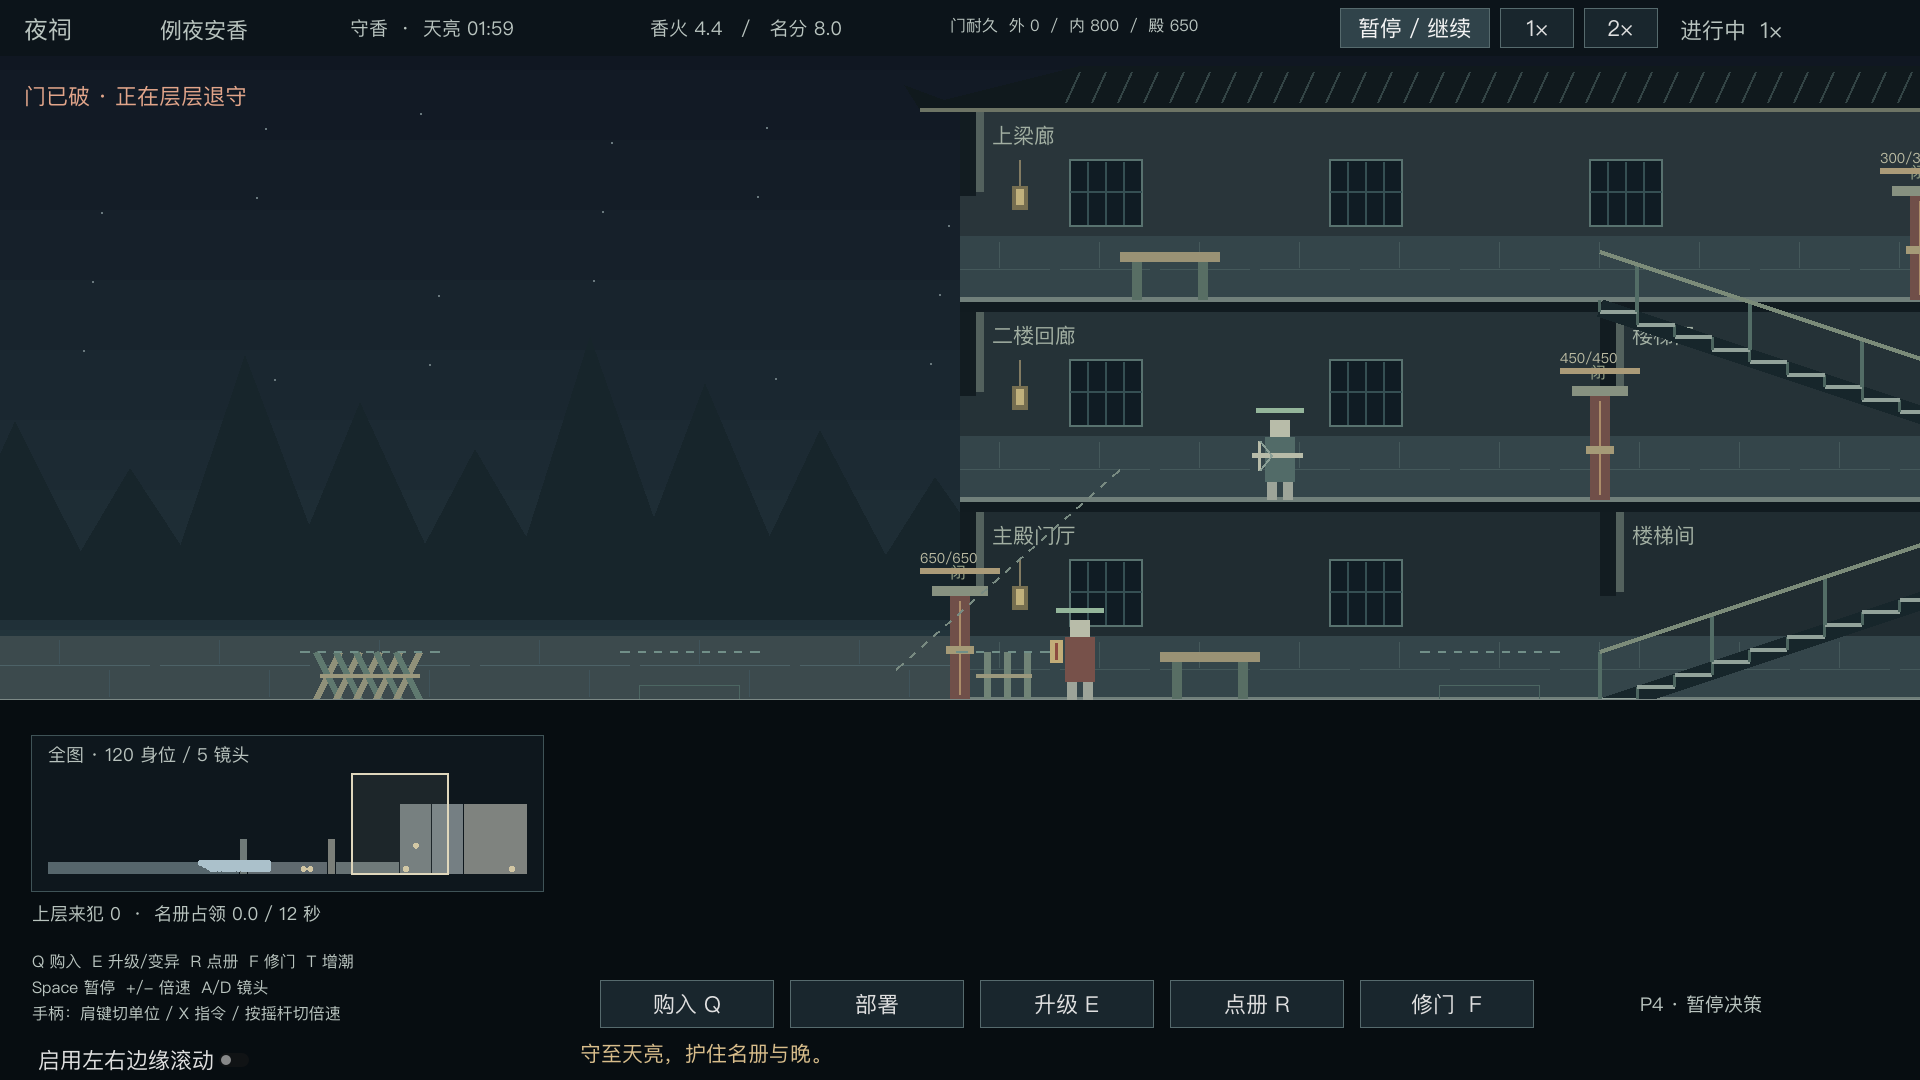 夜祠
例夜安香
守香 · 天亮 01:59
香火 4.4 / 名分 8.0
门耐久 外 0 / 内 800 / 殿 650
暂停 / 继续
1×
2×
进行中 1×
门已破 · 正在层层退守
上梁廊
300/3
二楼回廊
450/450
闭
主殿门厅
楼梯间
650/650
闭
全图 · 120 身位 / 5 镜头
上层来犯 0 · 名册占领 0.0 / 12 秒
Q 购入 E 升级/变异 R 点册 F 修门 T 增潮
Space 暂停 +/− 倍速 A/D 镜头
手柄：肩键切单位 / X 指令 / 按摇杆切倍速
启用左右边缘滚动
购入 Q
部署
升级 E
点册 R
修门 F
P4 · 暂停决策
守至天亮，护住名册与晚。